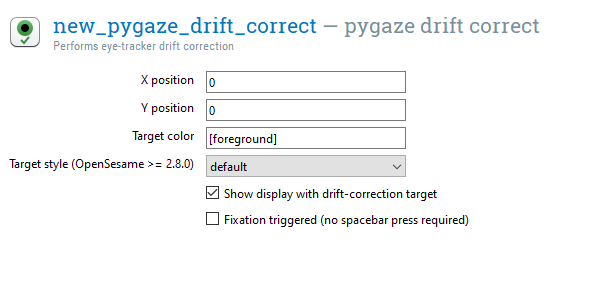 new_pygaze_drift_correct — pygaze drift correct
Performs eye-tracker drift correction
X position 0
Y position 0
Target color [foreground]
Target style (OpenSesame >= 2.8.0) default
Show display with drift-correction target
Fixation triggered (no spacebar press required)